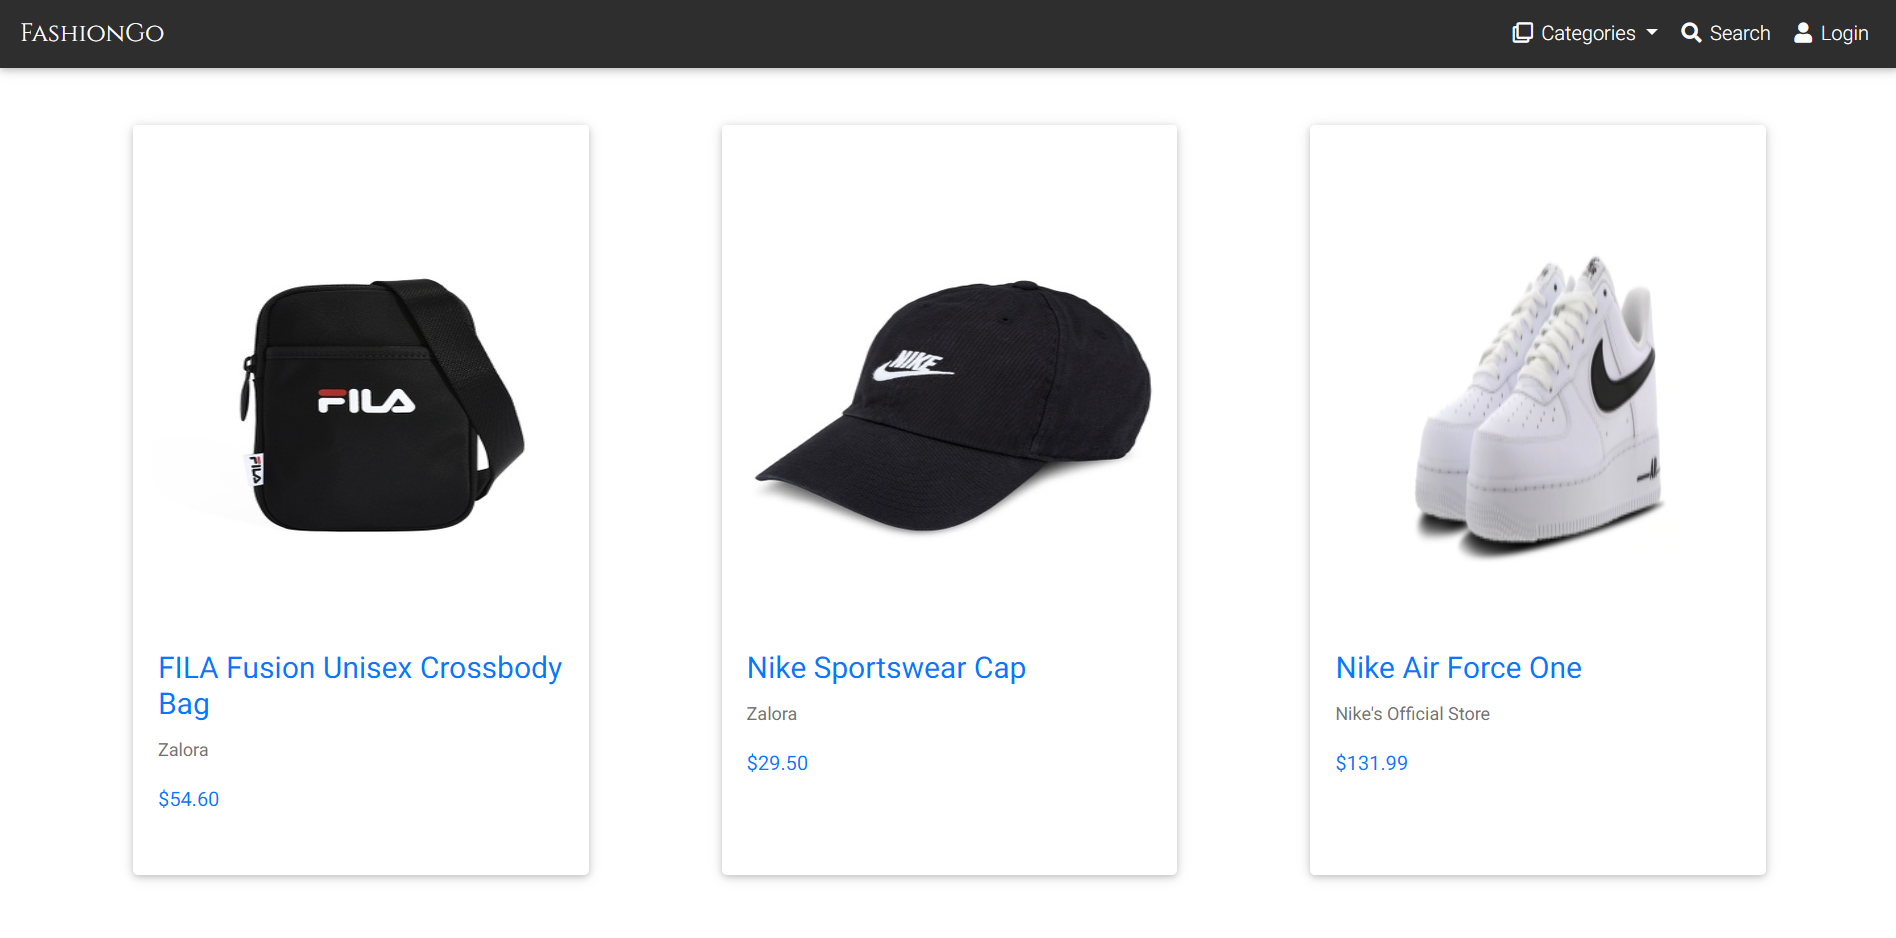 FashionGo
Categories
Search
Login
FILA
FILA
NIKE
FILA Fusion Unisex Crossbody
Bag
Zalora
$54.60
Nike Sportswear Cap
Zalora
$29.50
Nike Air Force One
Nike's Official Store
$131.99